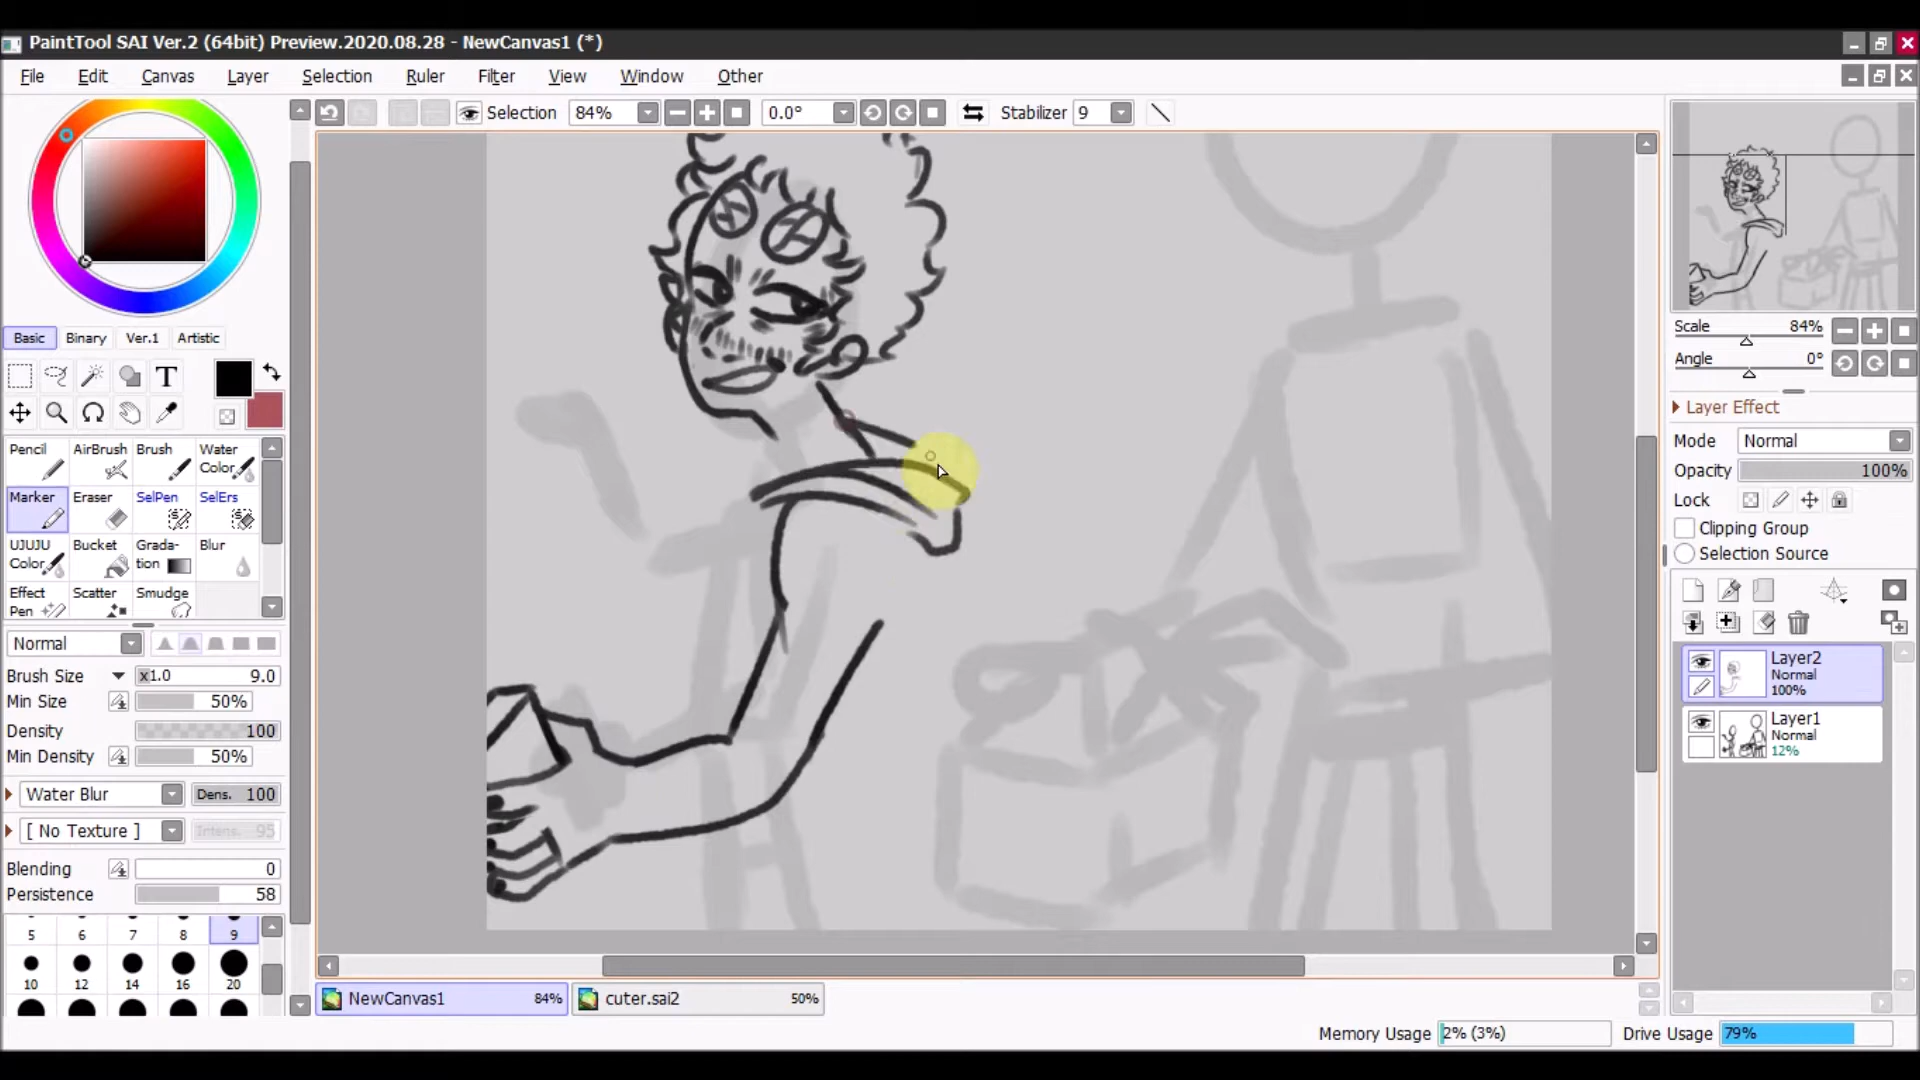 PaintTool SAI Ver.2 (64bit) Preview.2020.08.28 - NewCanvas1 (*)
File Edit Canvas Layer Selection Ruler Filter View Window Other
Selection 84% 0.0° Stabilizer 9
Scale 84%
Angle 0°
Basic Binary Ver.1 Artistic
T
Layer Effect
Mode Normal
Opacity 100%
Lock
Clipping Group
Selection Source
Pencil AirBrush Brush Water
Color
Marker Eraser SelPen SelErs
UJUJU Bucket Grada- Blur
Color tion
Effect Scatter Smudge
Pen
Normal
Brush Size x1.0 9.0
Min Size 50%
Density 100
Min Density 50%
Water Blur Dens. 100
[ No Texture ] Intens. 95
Blending 0
Persistence 58
5 6 7 8 9
10 12 14 16 20
Layer2
Normal
100%
Layer1
Normal
12%
NewCanvas1 84% cuter.sai2 50%
Memory Usage 2% (3%) Drive Usage 79%